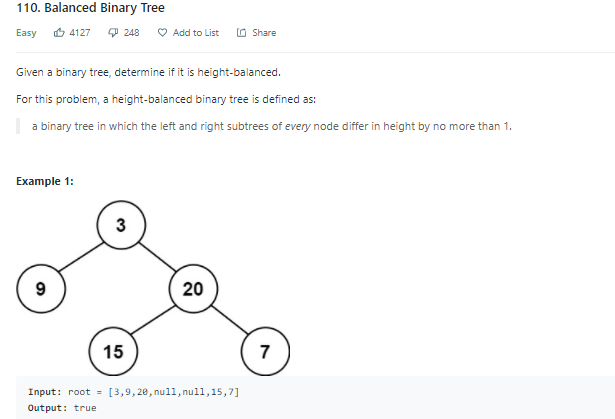 110. Balanced Binary Tree
Easy 4127 248 Add to List Share
Given a binary tree, determine if it is height-balanced.
For this problem, a height-balanced binary tree is defined as:
a binary tree in which the left and right subtrees of every node differ in height by no more than 1.
Example 1:
3
9 20
15 7
Input: root = [3,9,20,null,null,15,7]
Output: true